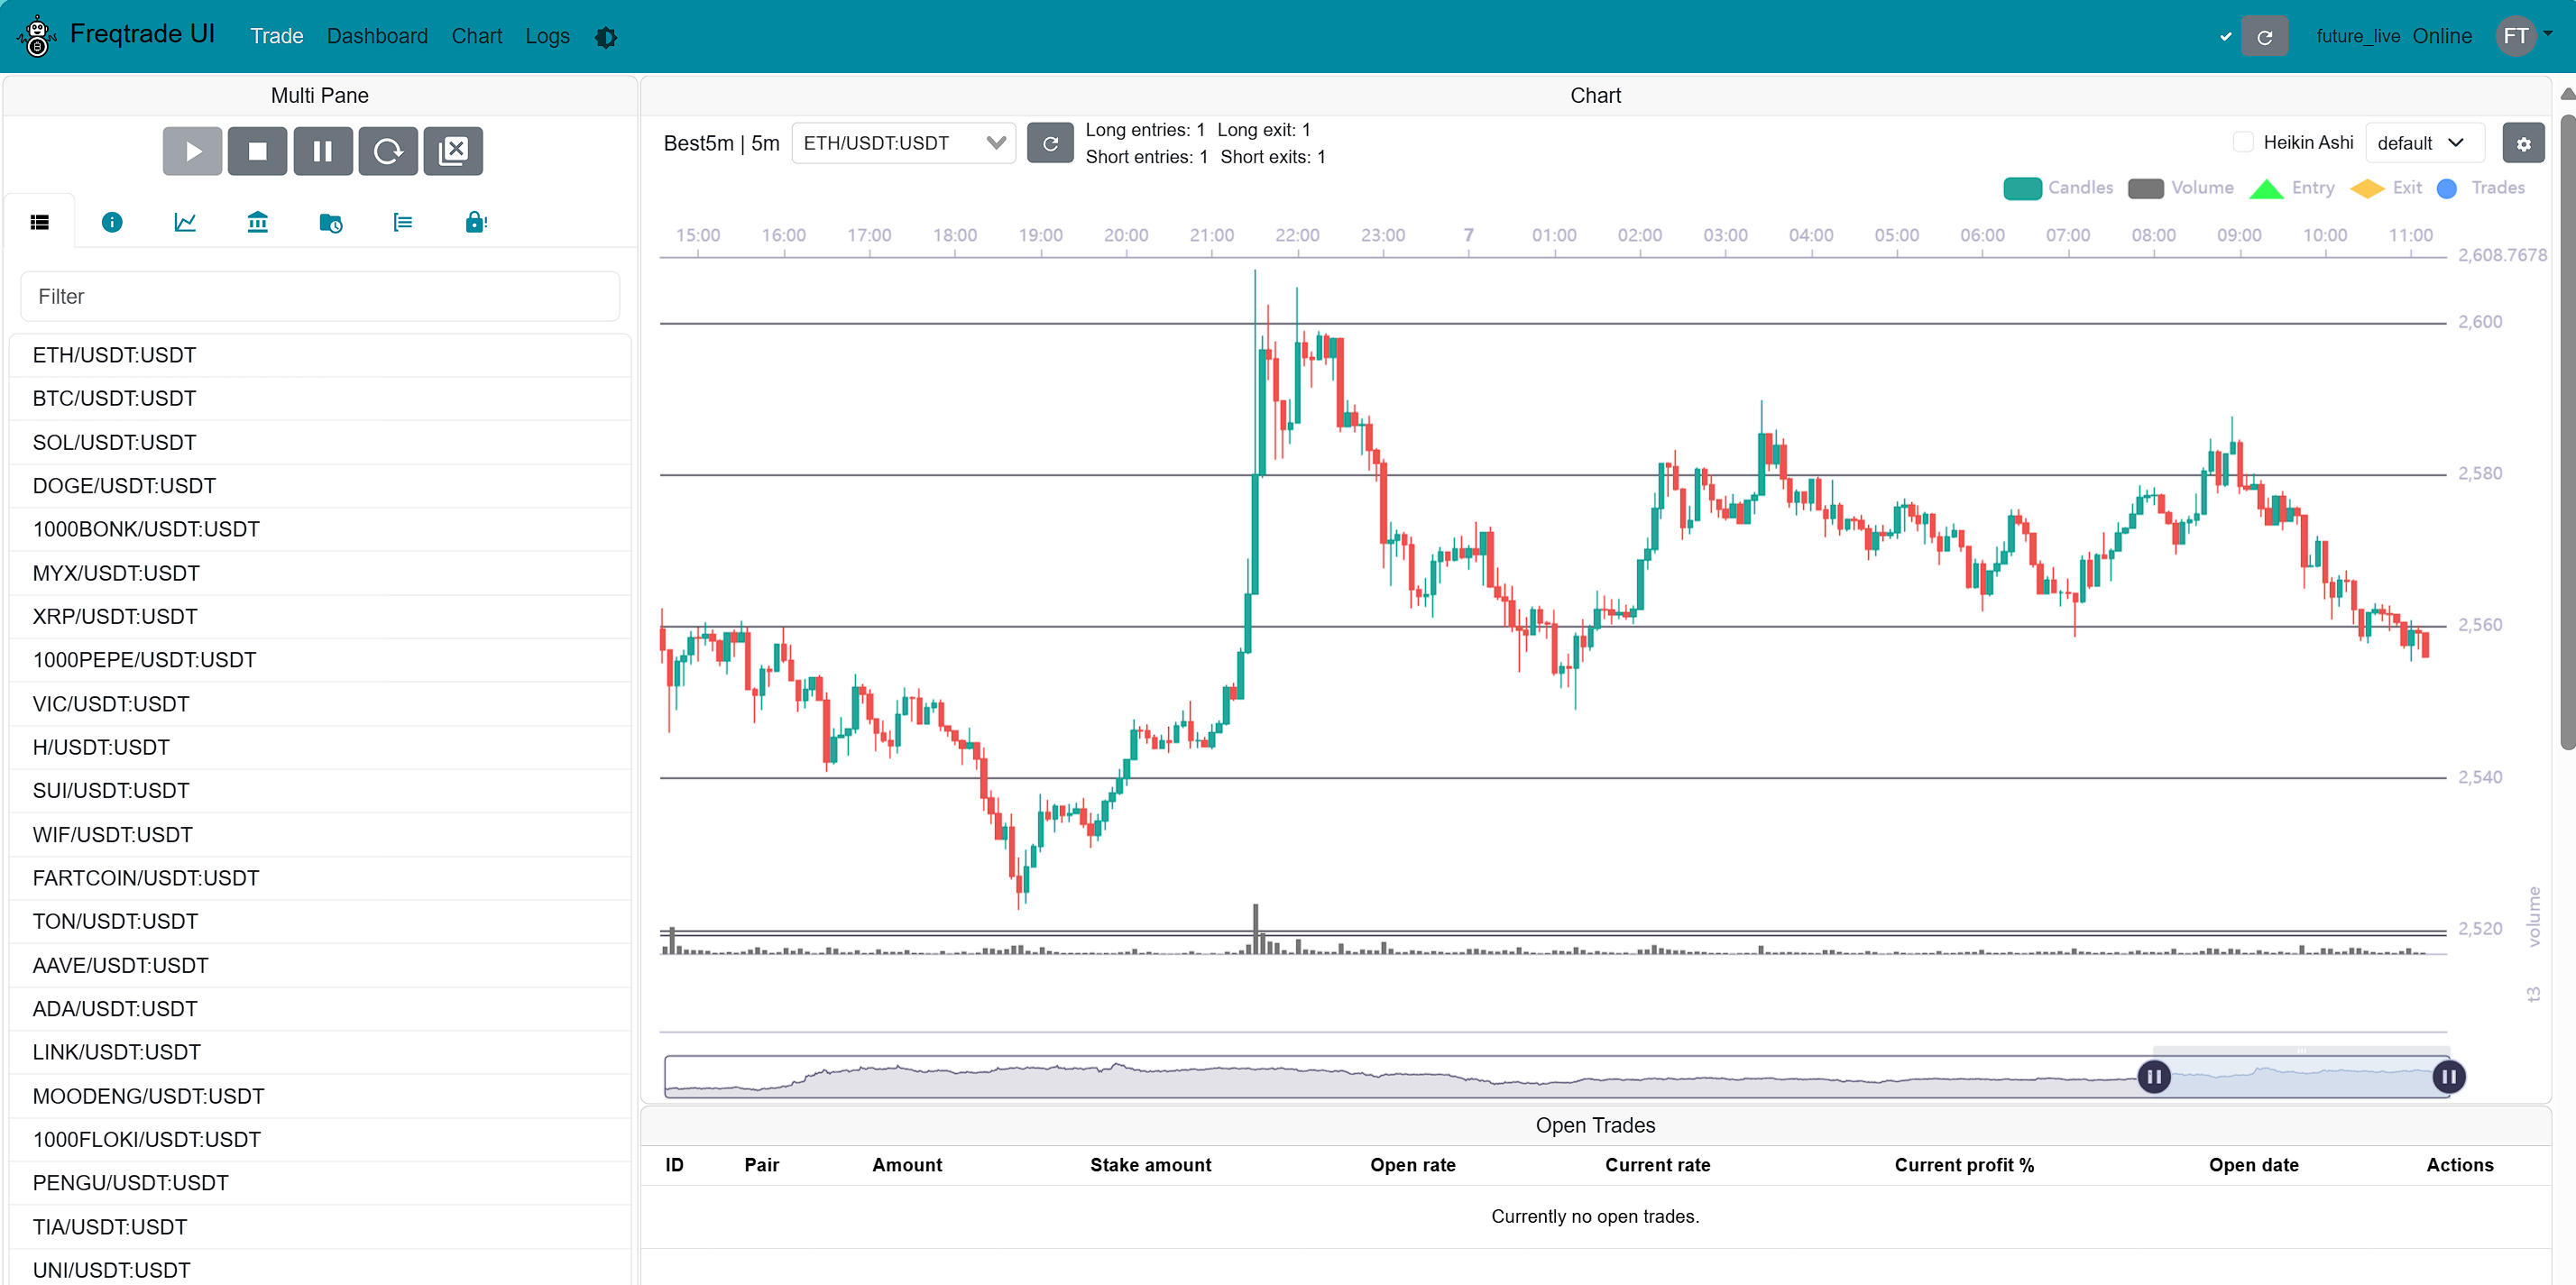 Freqtrade UI Trade Dashboard Chart Logs future_live Online FT
Multi Pane
Filter
ETH/USDT:USDT
BTC/USDT:USDT
SOL/USDT:USDT
DOGE/USDT:USDT
1000BONK/USDT:USDT
MYX/USDT:USDT
XRP/USDT:USDT
1000PEPE/USDT:USDT
VIC/USDT:USDT
H/USDT:USDT
SUI/USDT:USDT
WIF/USDT:USDT
FARTCOIN/USDT:USDT
TON/USDT:USDT
AAVE/USDT:USDT
ADA/USDT:USDT
LINK/USDT:USDT
MOODENG/USDT:USDT
1000FLOKI/USDT:USDT
PENGU/USDT:USDT
TIA/USDT:USDT
UNI/USDT:USDT
Chart
Best5m | 5m ETH/USDT:USDT
Long entries: 1 Long exit: 1
Short entries: 1 Short exits: 1
Heikin Ashi default
Candles Volume Entry Exit Trades
15:00 16:00 17:00 18:00 19:00 20:00 21:00 22:00 23:00 7 01:00 02:00 03:00 04:00 05:00 06:00 07:00 08:00 09:00 10:00 11:00
2,608.7678
2,600
2,580
2,560
2,540
2,520
volume
t3
Open Trades
ID Pair Amount Stake amount Open rate Current rate Current profit % Open date Actions
Currently no open trades.